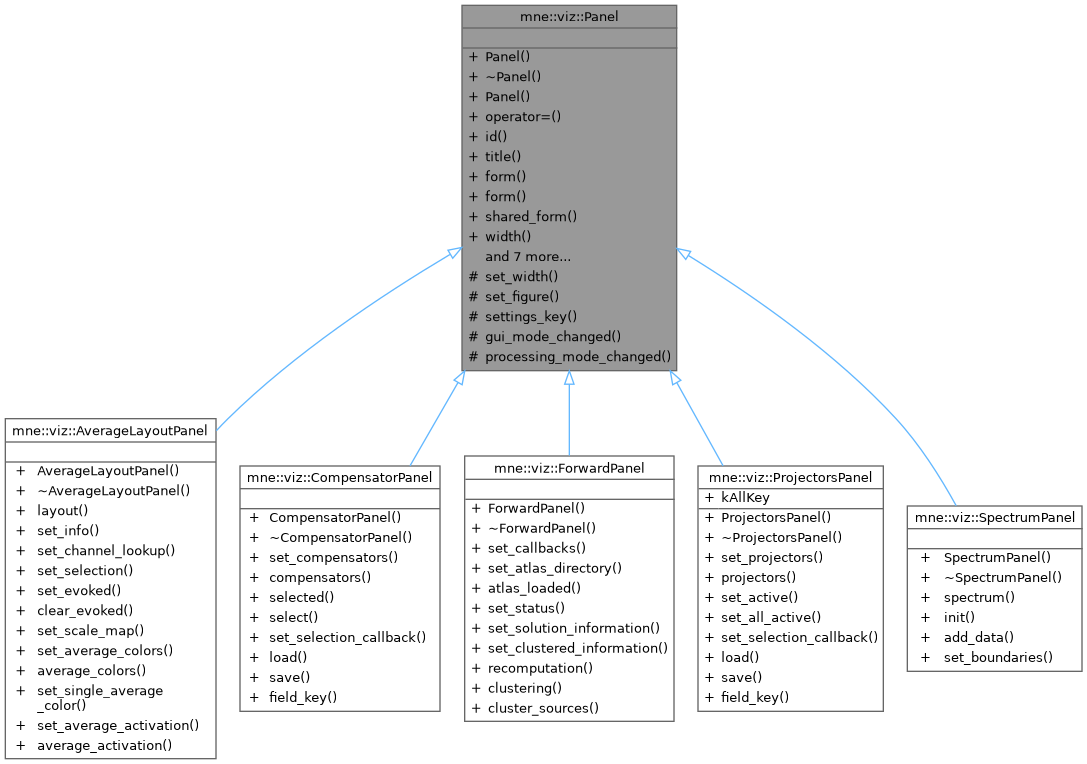 mne::viz::Panel
+ Panel()
+ ~Panel()
+ Panel()
+ operator=()
+ id()
+ title()
+ form()
+ form()
+ shared_form()
+ width()
and 7 more...
# set_width()
# set_figure()
# settings_key()
# gui_mode_changed()
# processing_mode_changed()
mne::viz::AverageLayoutPanel
+ AverageLayoutPanel()
+ ~AverageLayoutPanel()
+ layout()
+ set_info()
+ set_channel_lookup()
+ set_selection()
+ set_evoked()
+ clear_evoked()
+ set_scale_map()
+ set_average_colors()
+ average_colors()
+ set_single_average
_color()
+ set_average_activation()
+ average_activation()
mne::viz::CompensatorPanel
+ CompensatorPanel()
+ ~CompensatorPanel()
+ set_compensators()
+ compensators()
+ selected()
+ select()
+ set_selection_callback()
+ load()
+ save()
+ field_key()
mne::viz::ForwardPanel
+ ForwardPanel()
+ ~ForwardPanel()
+ set_callbacks()
+ set_atlas_directory()
+ atlas_loaded()
+ set_status()
+ set_solution_information()
+ set_clustered_information()
+ recomputation()
+ clustering()
+ cluster_sources()
mne::viz::ProjectorsPanel
+ kAllKey
+ ProjectorsPanel()
+ ~ProjectorsPanel()
+ set_projectors()
+ projectors()
+ set_active()
+ set_all_active()
+ set_selection_callback()
+ load()
+ save()
+ field_key()
mne::viz::SpectrumPanel
+ SpectrumPanel()
+ ~SpectrumPanel()
+ spectrum()
+ init()
+ add_data()
+ set_boundaries()